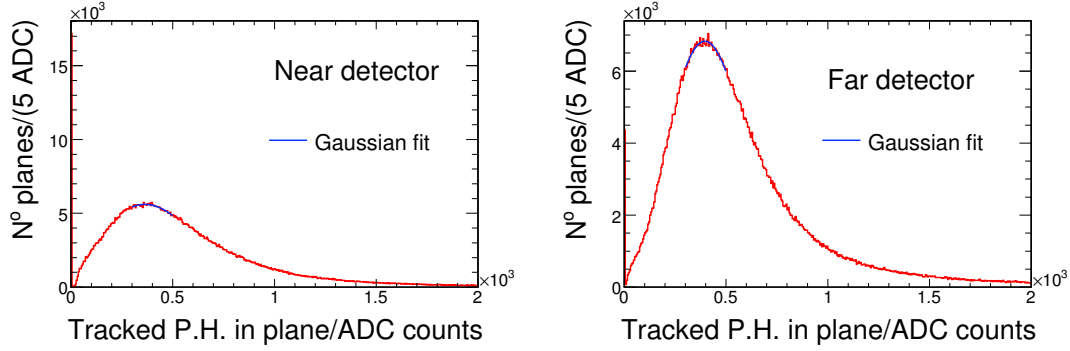 ×10³
Nº planes/(5 ADC)
15
10
5
0
Near detector
Gaussian fit
0 0.5 1 1.5 2
×10³
Tracked P.H. in plane/ADC counts
×10³
Nº planes/(5 ADC)
6
4
2
0
Far detector
Gaussian fit
0 0.5 1 1.5 2
×10³
Tracked P.H. in plane/ADC counts